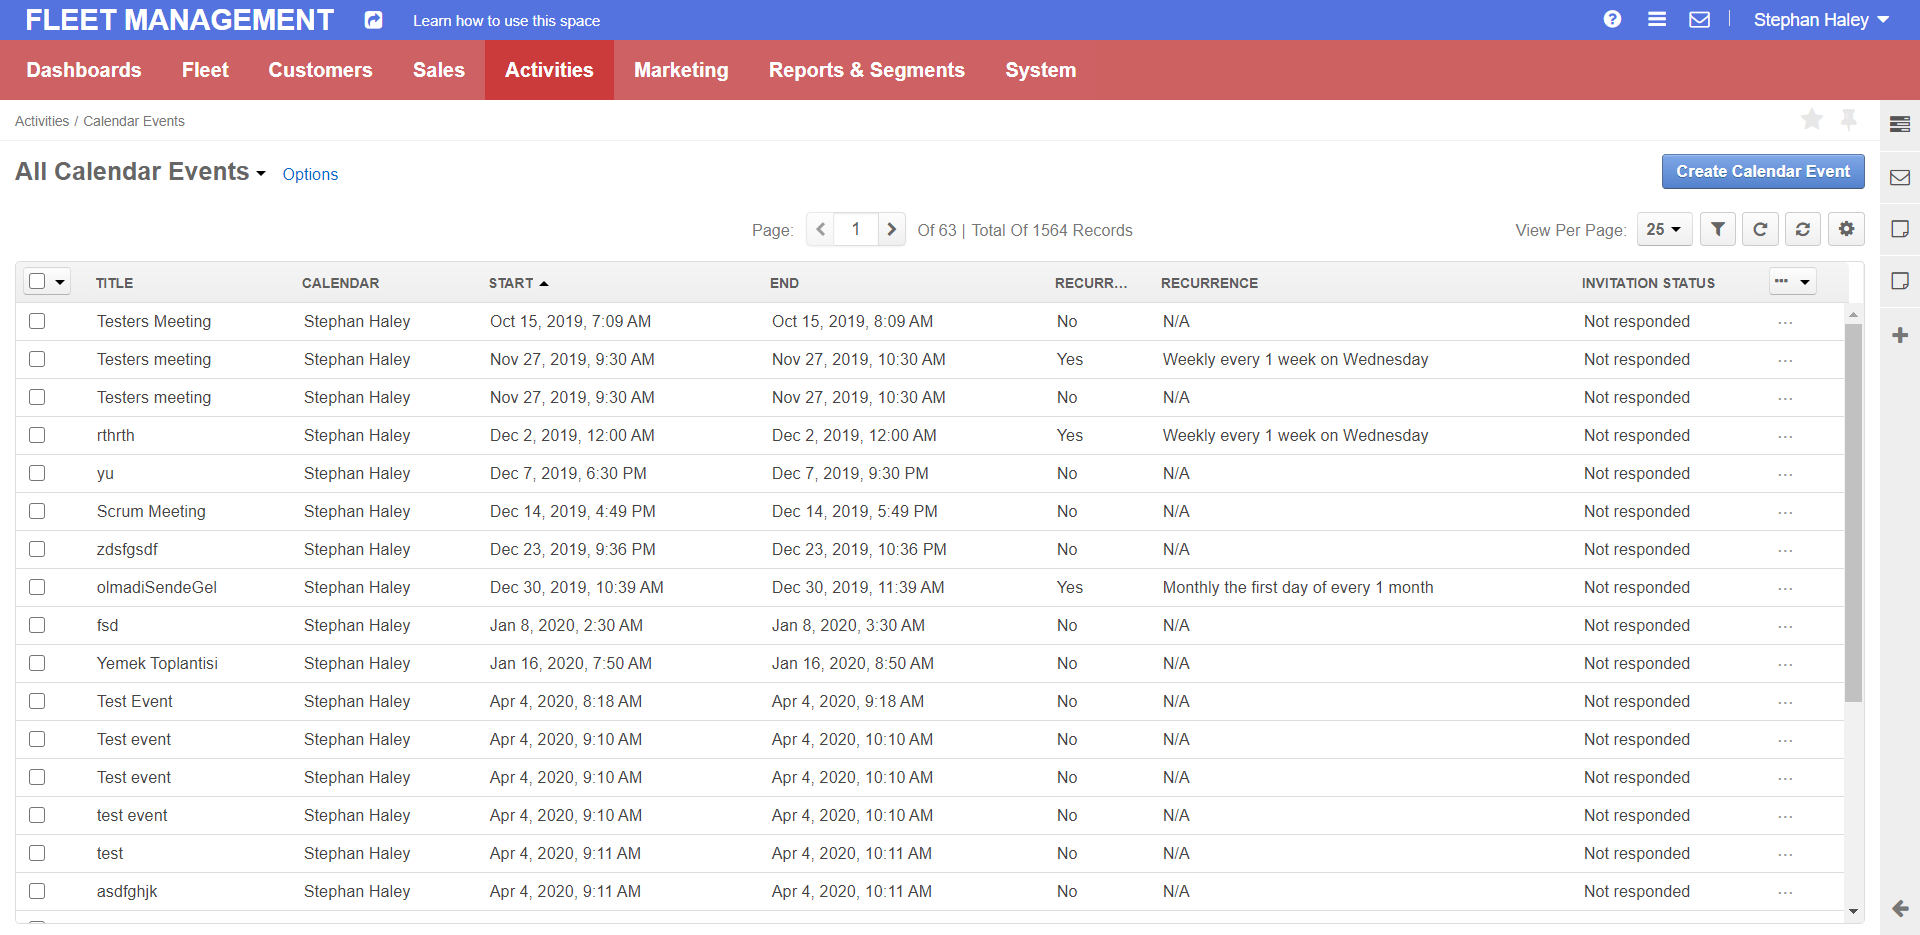 FLEET MANAGEMENT Learn how to use this space Stephan Haley
Dashboards Fleet Customers Sales Activities Marketing Reports & Segments System
Activities / Calendar Events
All Calendar Events Options Create Calendar Event
Page: 1 Of 63 | Total Of 1564 Records View Per Page: 25
TITLE CALENDAR START END RECURR... RECURRENCE INVITATION STATUS
Testers Meeting Stephan Haley Oct 15, 2019, 7:09 AM Oct 15, 2019, 8:09 AM No N/A Not responded ...
Testers meeting Stephan Haley Nov 27, 2019, 9:30 AM Nov 27, 2019, 10:30 AM Yes Weekly every 1 week on Wednesday Not responded ...
Testers meeting Stephan Haley Nov 27, 2019, 9:30 AM Nov 27, 2019, 10:30 AM No N/A Not responded ...
rthrth Stephan Haley Dec 2, 2019, 12:00 AM Dec 2, 2019, 12:00 AM Yes Weekly every 1 week on Wednesday Not responded ...
yu Stephan Haley Dec 7, 2019, 6:30 PM Dec 7, 2019, 9:30 PM No N/A Not responded ...
Scrum Meeting Stephan Haley Dec 14, 2019, 4:49 PM Dec 14, 2019, 5:49 PM No N/A Not responded ...
zdsfgsdf Stephan Haley Dec 23, 2019, 9:36 PM Dec 23, 2019, 10:36 PM No N/A Not responded ...
olmadiSendeGel Stephan Haley Dec 30, 2019, 10:39 AM Dec 30, 2019, 11:39 AM Yes Monthly the first day of every 1 month Not responded ...
fsd Stephan Haley Jan 8, 2020, 2:30 AM Jan 8, 2020, 3:30 AM No N/A Not responded ...
Yemek Toplantisi Stephan Haley Jan 16, 2020, 7:50 AM Jan 16, 2020, 8:50 AM No N/A Not responded ...
Test Event Stephan Haley Apr 4, 2020, 8:18 AM Apr 4, 2020, 9:18 AM No N/A Not responded ...
Test event Stephan Haley Apr 4, 2020, 9:10 AM Apr 4, 2020, 10:10 AM No N/A Not responded ...
Test event Stephan Haley Apr 4, 2020, 9:10 AM Apr 4, 2020, 10:10 AM No N/A Not responded ...
test event Stephan Haley Apr 4, 2020, 9:10 AM Apr 4, 2020, 10:10 AM No N/A Not responded ...
test Stephan Haley Apr 4, 2020, 9:11 AM Apr 4, 2020, 10:11 AM No N/A Not responded ...
asdfghjk Stephan Haley Apr 4, 2020, 9:11 AM Apr 4, 2020, 10:11 AM No N/A Not responded ...